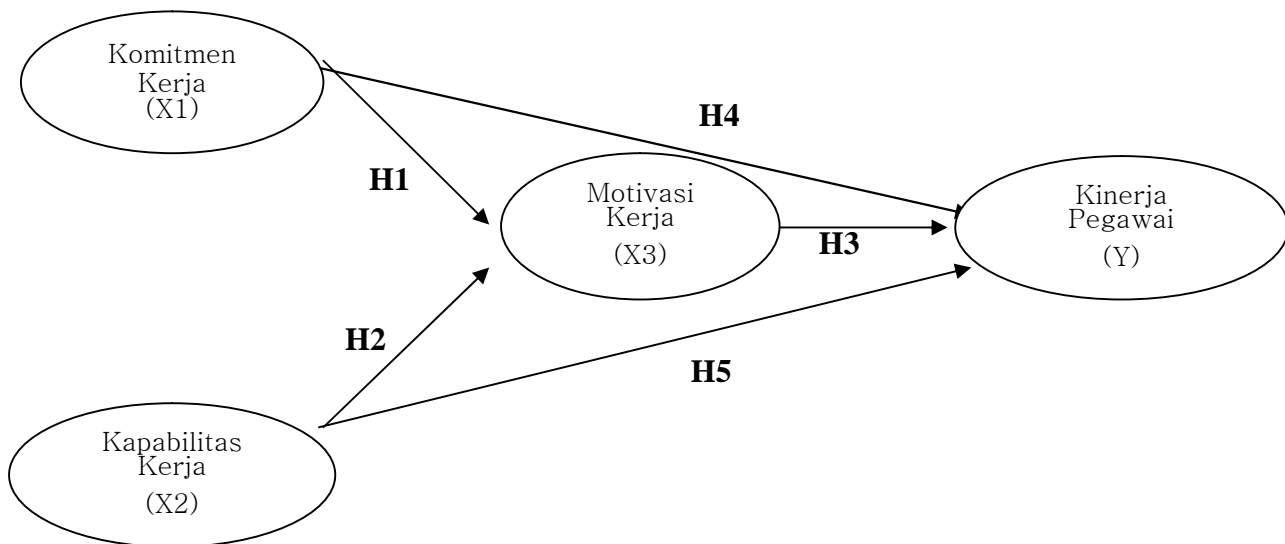 Komitmen
Kerja
(X1)
H4
H1
Motivasi
Kerja
(X3)
Kinerja
Pegawai
(Y)
H3
H2
H5
Kapabilitas
Kerja
(X2)